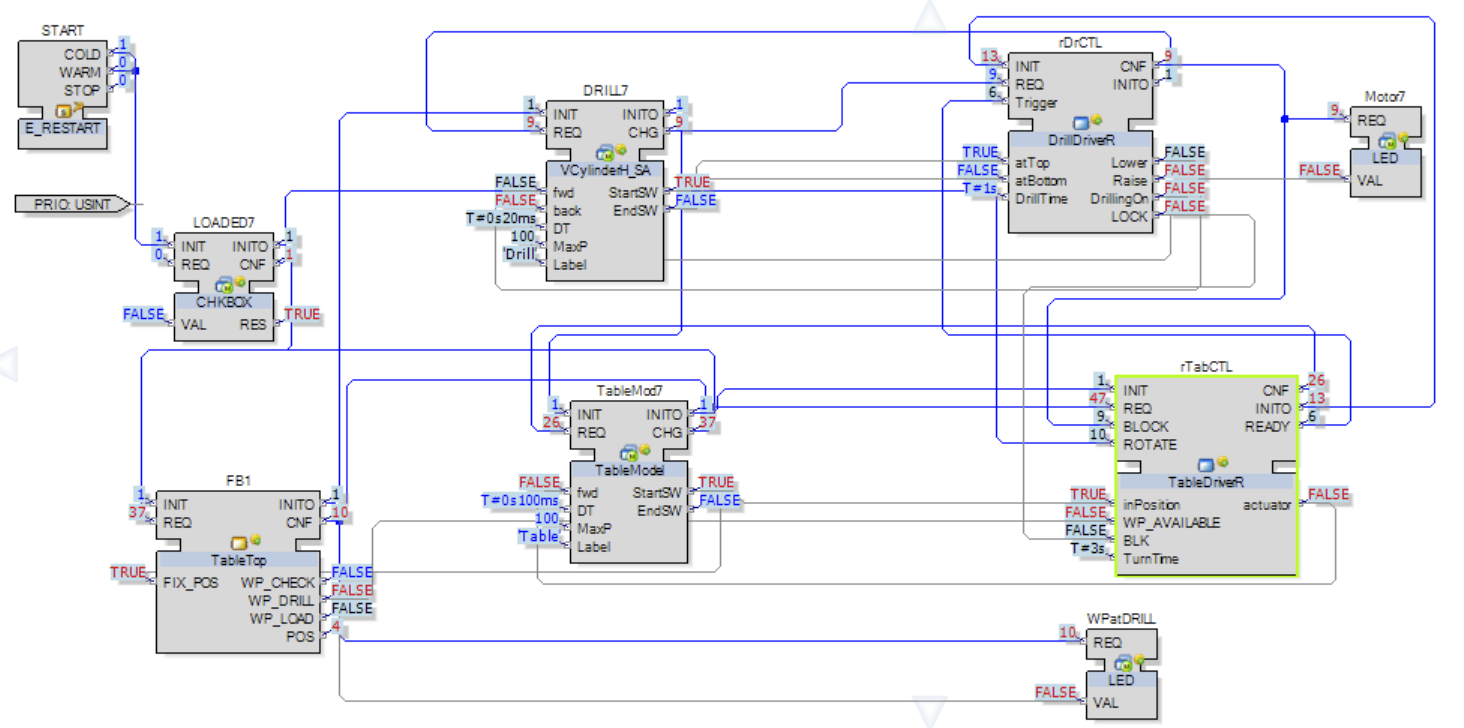 START
COLD 1
WARM 0
STOP 0
E_RESTART
PRIO: USINT
LOADED7
1 INIT INITO 1
0 REQ CNF 1
CHKBOX
FALSE VAL RES TRUE
DRILL7
1 INIT INITO 1
9 REQ CHG 9
VCylinderH_SA
FALSE fwd StartSW TRUE
FALSE back EndSW FALSE
T#0s20ms DT
100 MaxP
'Drill' Label
rDrCTL
13 INIT CNF 9
9 REQ INITO 1
6 Trigger
DrillDriverR
TRUE atTop Lower FALSE
FALSE atBottom Raise FALSE
T#1s DrillTime DrillingOn FALSE
LOCK FALSE
Motor7
9 REQ
LED
FALSE VAL
FB1
1 INIT INITO 1
37 REQ CNF 10
TableTop
TRUE FIX_POS WP_CHECK FALSE
WP_DRILL FALSE
WP_LOAD FALSE
POS 4
TableMod7
1 INIT INITO 1
26 REQ CHG 37
TableModel
FALSE fwd StartSW TRUE
T#0s100ms DT EndSW FALSE
100 MaxP
'Table' Label
rTabCTL
1 INIT CNF 26
47 REQ INITO 13
9 BLOCK READY 6
10 ROTATE
TableDriverR
TRUE inPosition actuator FALSE
FALSE WP_AVAILABLE
FALSE BLK
T#3s TurnTime
WPatDRILL
10 REQ
LED
FALSE VAL